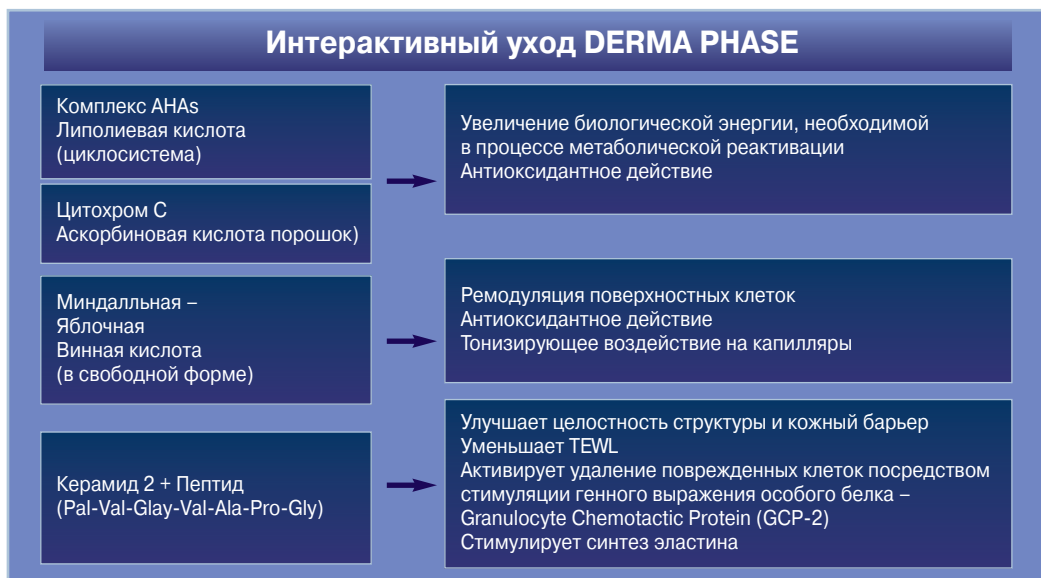 Интерактивный уход DERMA PHASE
Комплекс AHAs
Липолиевая кислота
(циклосистема)
Цитохром С
Аскорбиновая кислота порошок)
Увеличение биологической энергии, необходимой
в процессе метаболической реактивации
Антиоксидантное действие
Миндалльная –
Яблочная
Винная кислота
(в свободной форме)
Ремодуляция поверхностных клеток
Антиоксидантное действие
Тонизирующее воздействие на капилляры
Керамид 2 + Пептид
(Pal-Val-Glay-Val-Ala-Pro-Gly)
Улучшает целостность структуры и кожный барьер
Уменьшает TEWL
Активирует удаление поврежденных клеток посредством
стимуляции генного выражения особого белка –
Granulocyte Chemotactic Protein (GCP-2)
Стимулирует синтез эластина